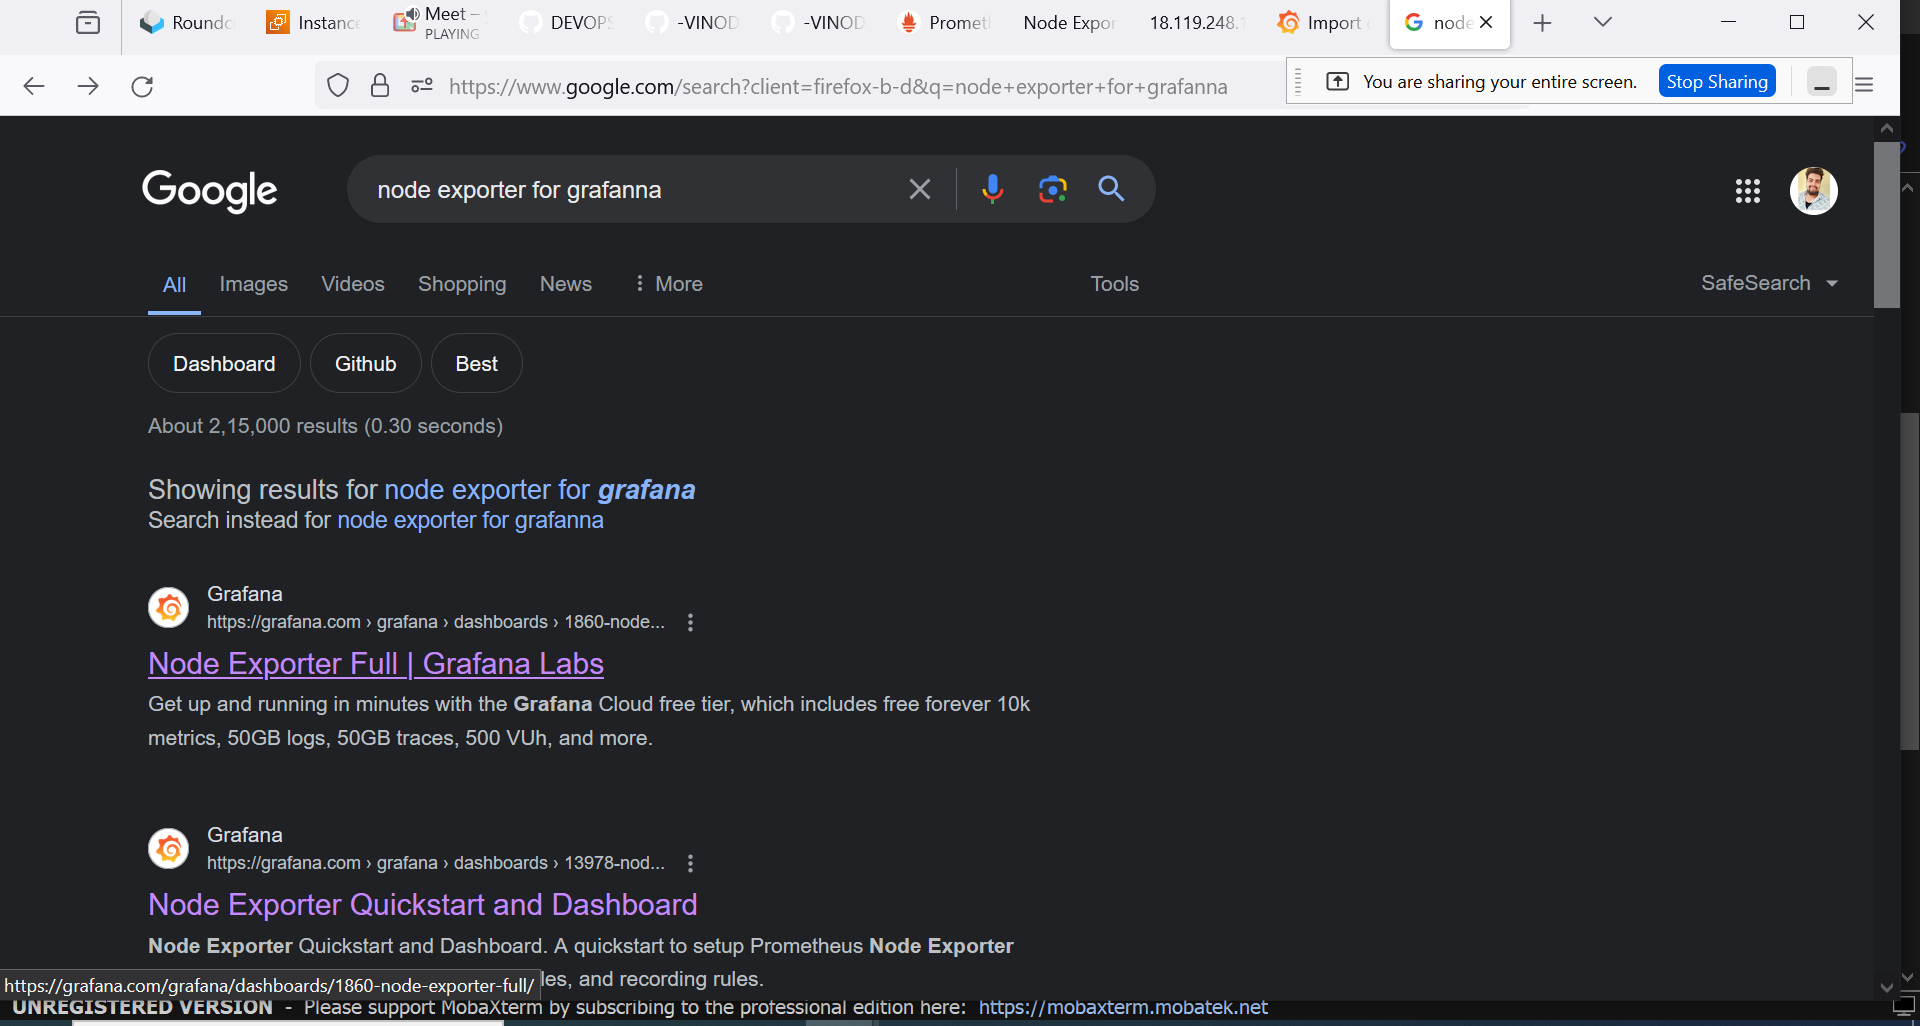 Roundc
Instance
Meet –
PLAYING
DEVOPS
-VINOD
-VINOD
Promet
Node Expor
18.119.248.1
Import
node
https://www.google.com/search?client=firefox-b-d&q=node+exporter+for+grafanna
You are sharing your entire screen.
Stop Sharing
Google
node exporter for grafanna
All
Images
Videos
Shopping
News
More
Tools
SafeSearch
Dashboard
Github
Best
About 2,15,000 results (0.30 seconds)
Showing results for node exporter for grafana
Search instead for node exporter for grafanna
Grafana
https://grafana.com › grafana › dashboards › 1860-node...
Node Exporter Full | Grafana Labs
Get up and running in minutes with the Grafana Cloud free tier, which includes free forever 10k
metrics, 50GB logs, 50GB traces, 500 VUh, and more.
Grafana
https://grafana.com › grafana › dashboards › 13978-nod...
Node Exporter Quickstart and Dashboard
Node Exporter Quickstart and Dashboard. A quickstart to setup Prometheus Node Exporter
les, and recording rules.
https://grafana.com/grafana/dashboards/1860-node-exporter-full/
UNREGISTERED VERSION - Please support MobaXterm by subscribing to the professional edition here: https://mobaxterm.mobatek.net